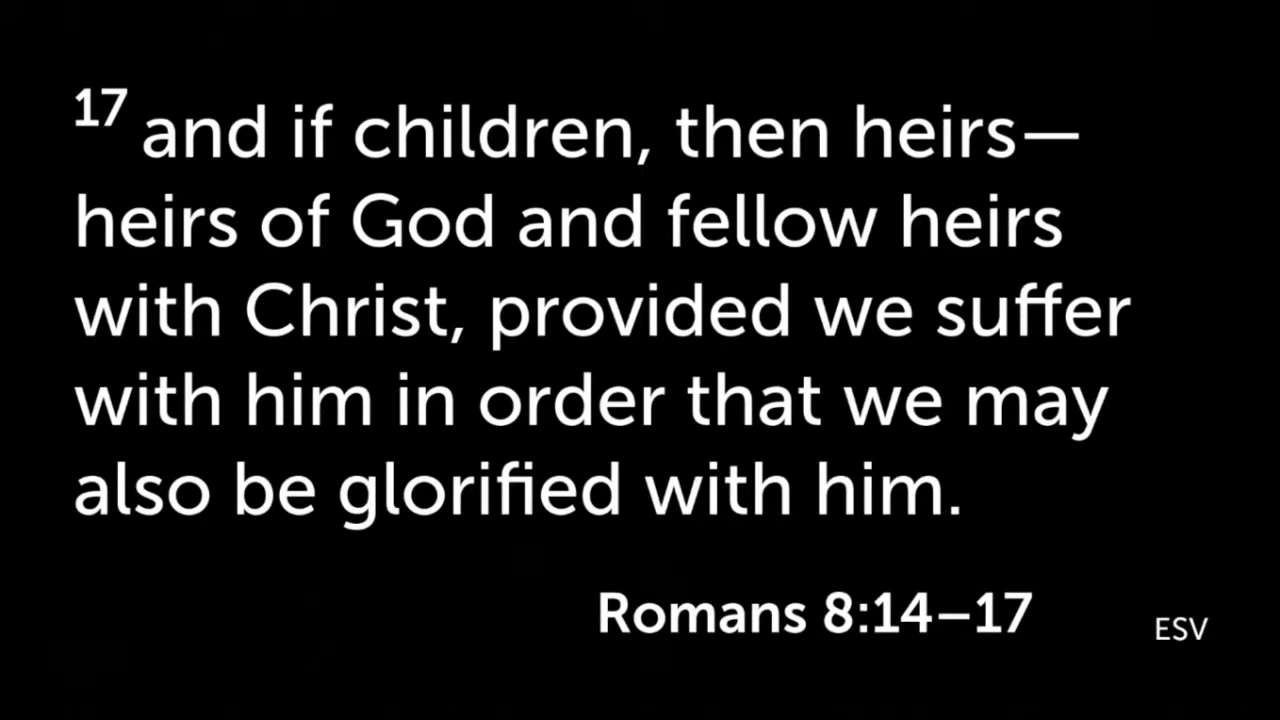 17 and if children, then heirs—
heirs of God and fellow heirs
with Christ, provided we suffer
with him in order that we may
also be glorified with him.
Romans 8:14–17
ESV